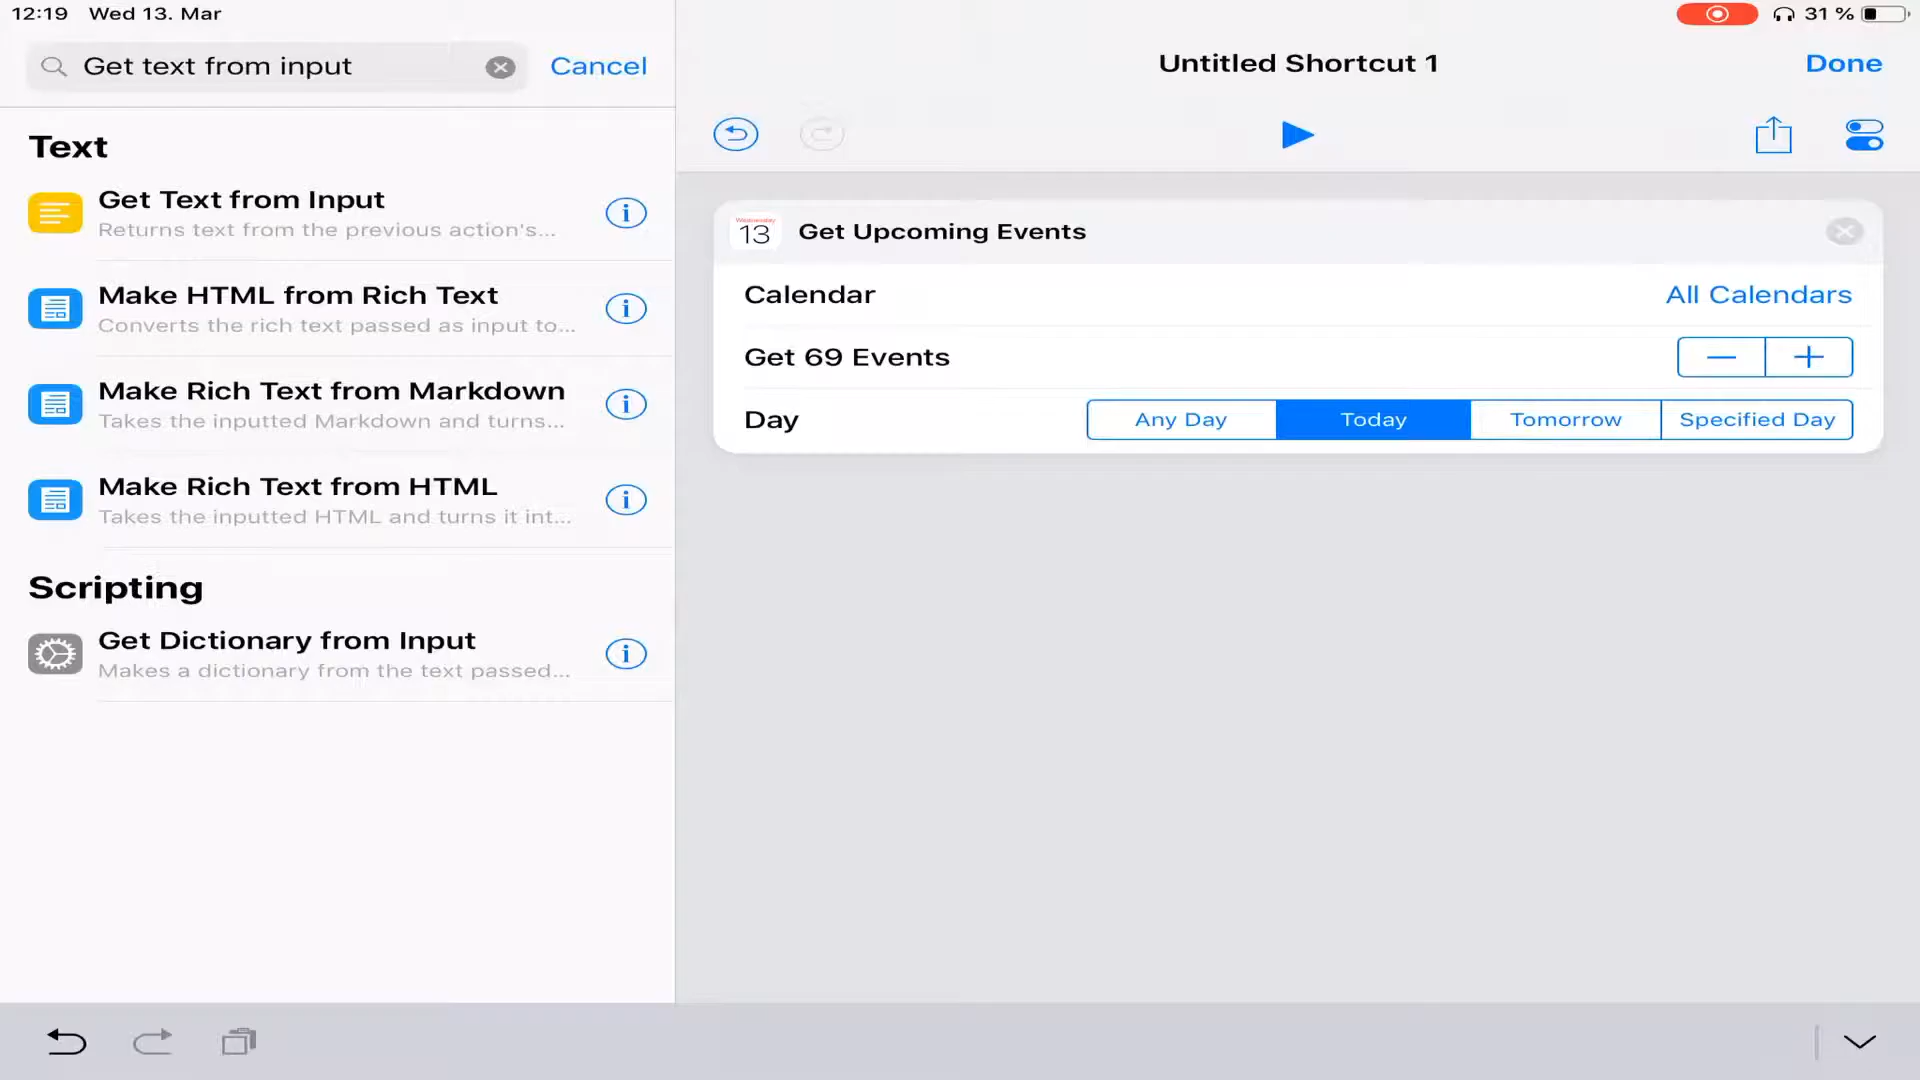 12:19 Wed 13. Mar
31 %
Get text from input
Cancel
Text
Get Text from Input
Returns text from the previous action's...
Make HTML from Rich Text
Converts the rich text passed as input to...
Make Rich Text from Markdown
Takes the inputted Markdown and turns...
Make Rich Text from HTML
Takes the inputted HTML and turns it int...
Scripting
Get Dictionary from Input
Makes a dictionary from the text passed...
Untitled Shortcut 1
Done
Wednesday
13
Get Upcoming Events
Calendar
All Calendars
Get 69 Events
Day
Any Day
Today
Tomorrow
Specified Day